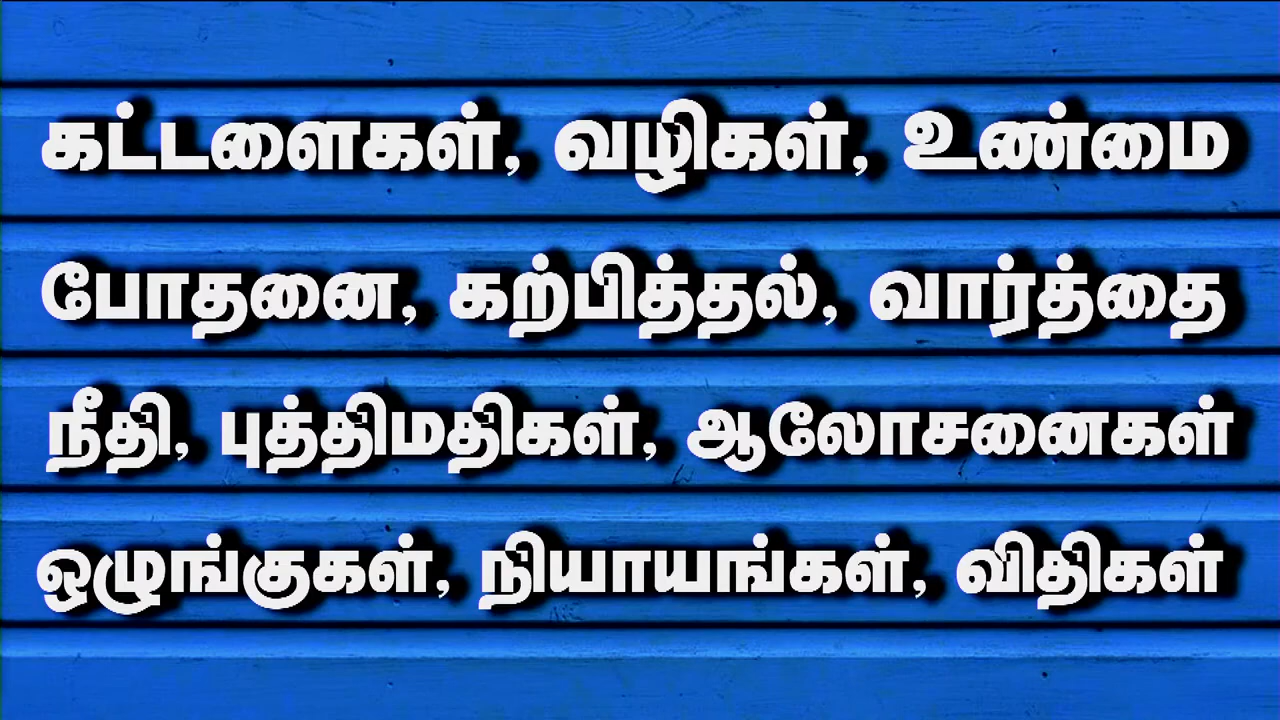 கட்டளைகள், வழிகள், உண்மை
போதனை, கற்பித்தல், வார்த்தை
நீதி, புத்திமதிகள், ஆலோசனைகள்
ஒழுங்குகள், நியாயங்கள், விதிகள்